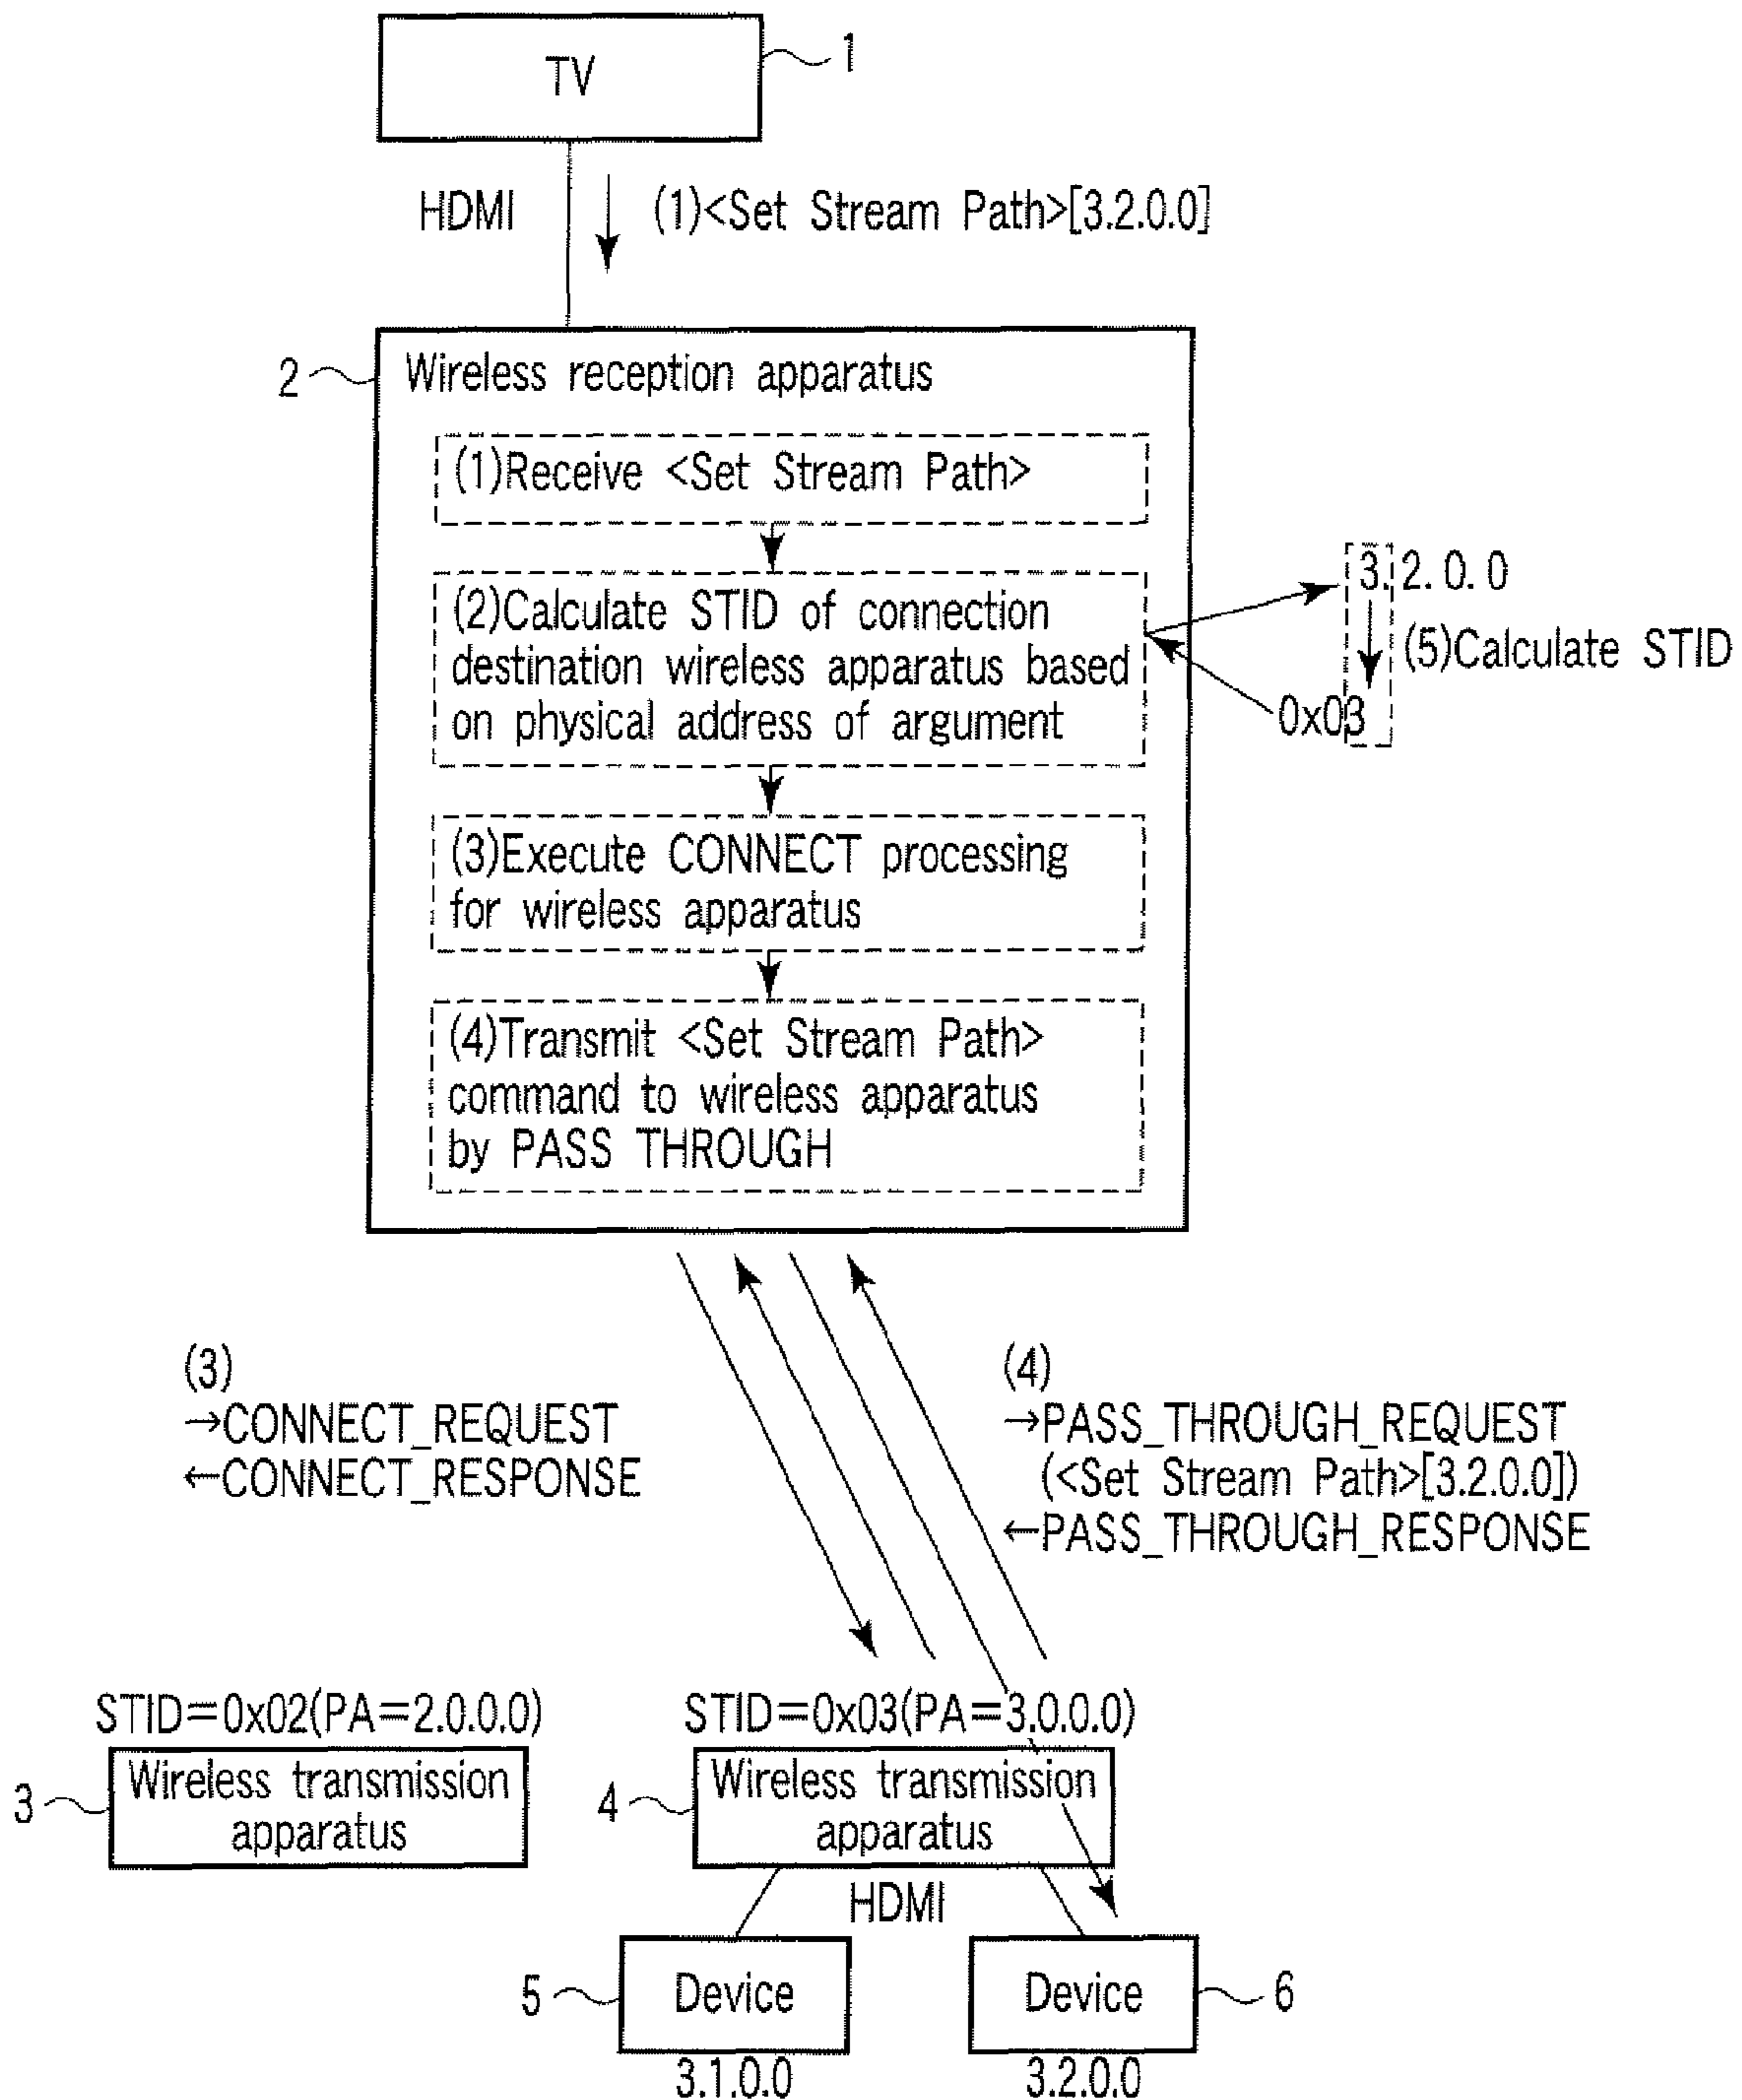 TV
1
HDMI
(1)<Set Stream Path>[3.2.0.0]
2
Wireless reception apparatus
(1)Receive <Set Stream Path>
(2)Calculate STID of connection
destination wireless apparatus based
on physical address of argument
3.2.0.0
(5)Calculate STID
0x03
(3)Execute CONNECT processing
for wireless apparatus
(4)Transmit <Set Stream Path>
command to wireless apparatus
by PASS THROUGH
(3)
→CONNECT_REQUEST
←CONNECT_RESPONSE
(4)
→PASS_THROUGH_REQUEST
(<Set Stream Path>[3.2.0.0])
←PASS_THROUGH_RESPONSE
STID=0x02(PA=2.0.0.0)
3
Wireless transmission
apparatus
STID=0x03(PA=3.0.0.0)
4
Wireless transmission
apparatus
HDMI
5
Device
3.1.0.0
Device
6
3.2.0.0